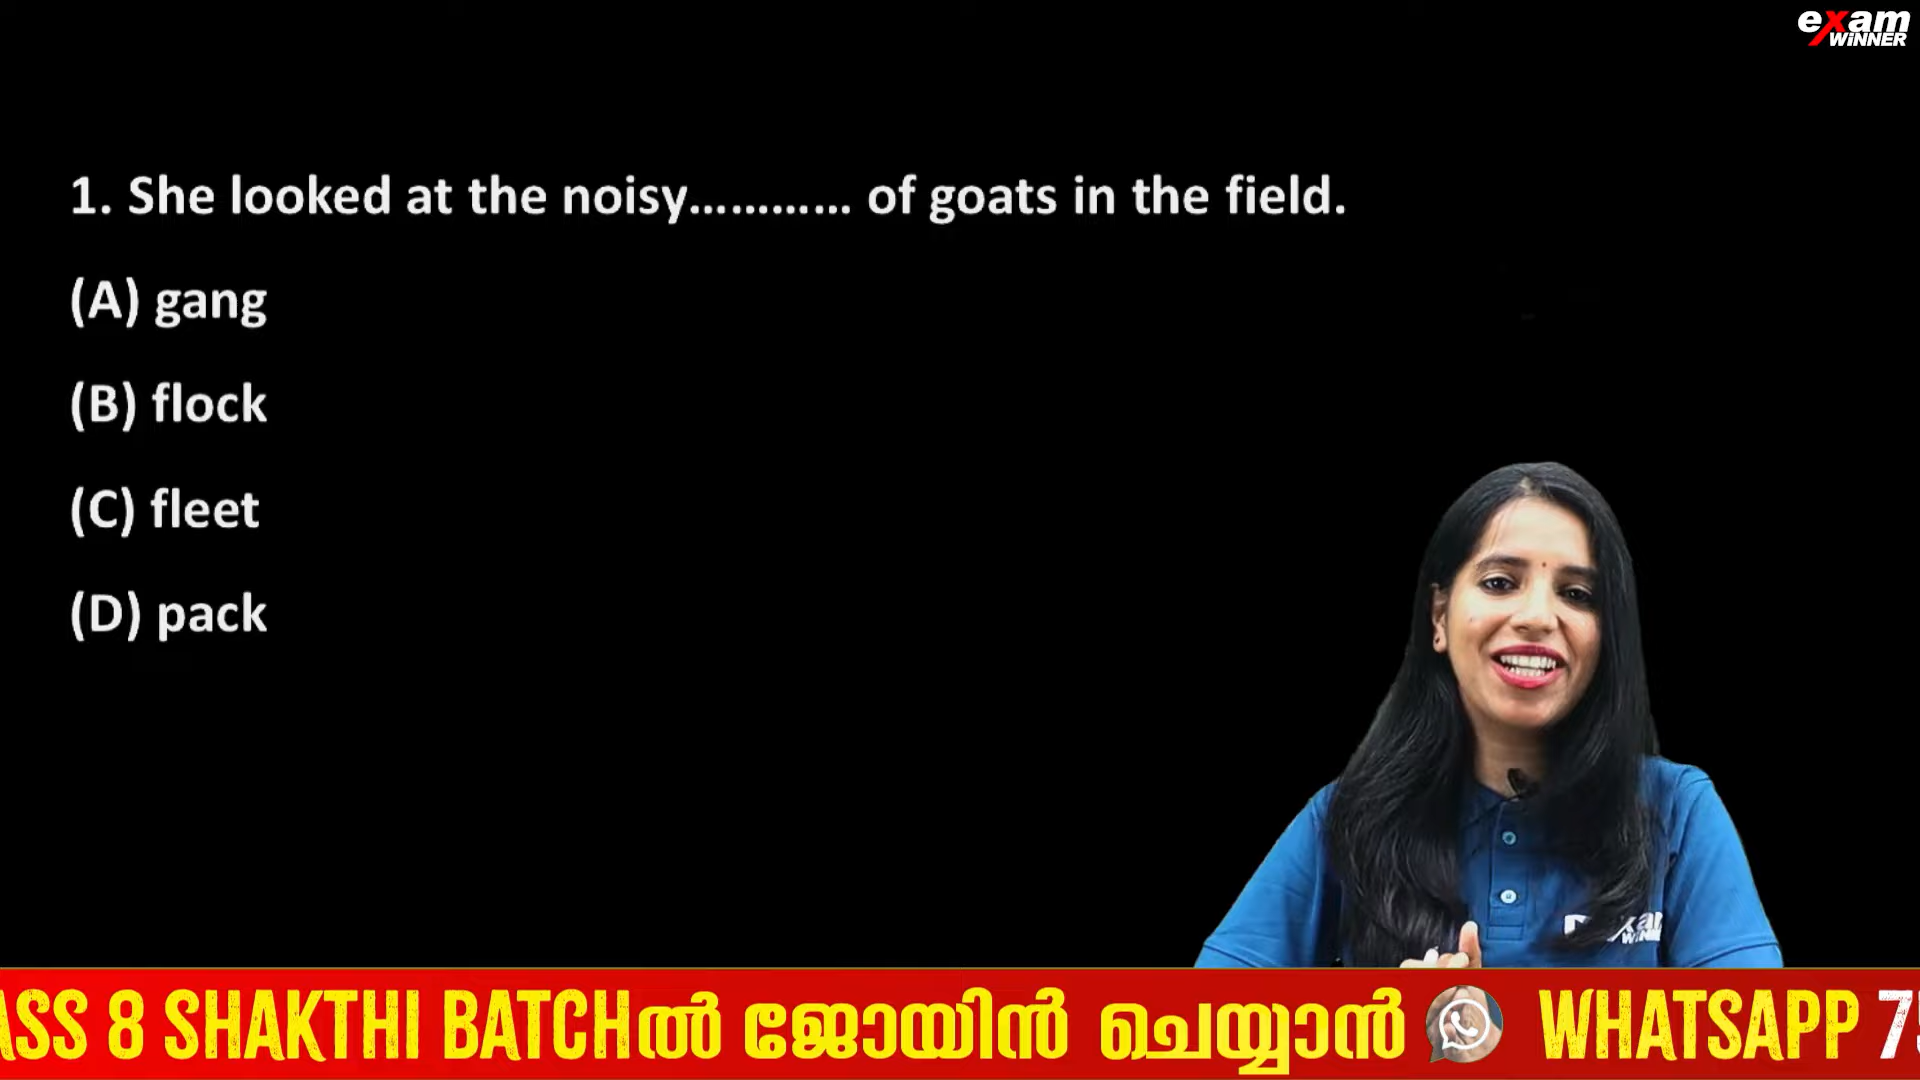 exam
WiNNER
1. She looked at the noisy............ of goats in the field.
(A) gang
(B) flock
(C) fleet
(D) pack
ASS 8 SHAKTHI BATCHൽ ജോയിൻ ചെയ്യാൻ WHATSAPP